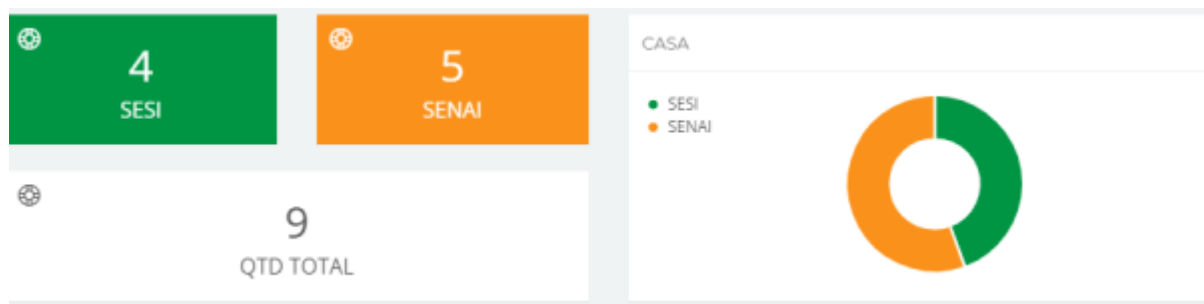 4
SESI
5
SENAI
9
QTD TOTAL
CASA
SESI
SENAI